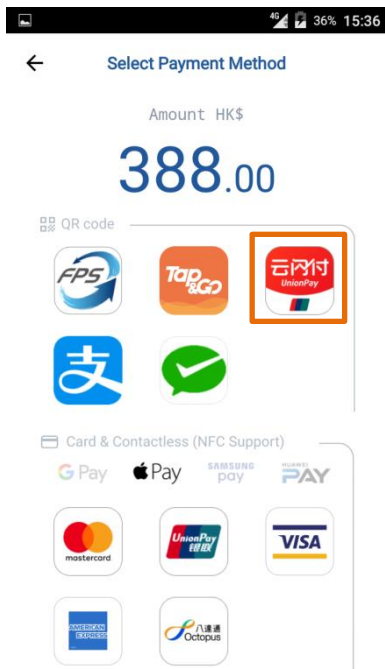 4G 36% 15:36
Select Payment Method
Amount HK$
388.00
QR code
FPS
Tap
&GO
云闪付
UnionPay
支
Card & Contactless (NFC Support)
G Pay Pay SAMSUNG pay HUAWEI PAY
mastercard
UnionPay
银联
VISA
AMERICAN
EXPRESS
八達通
Octopus